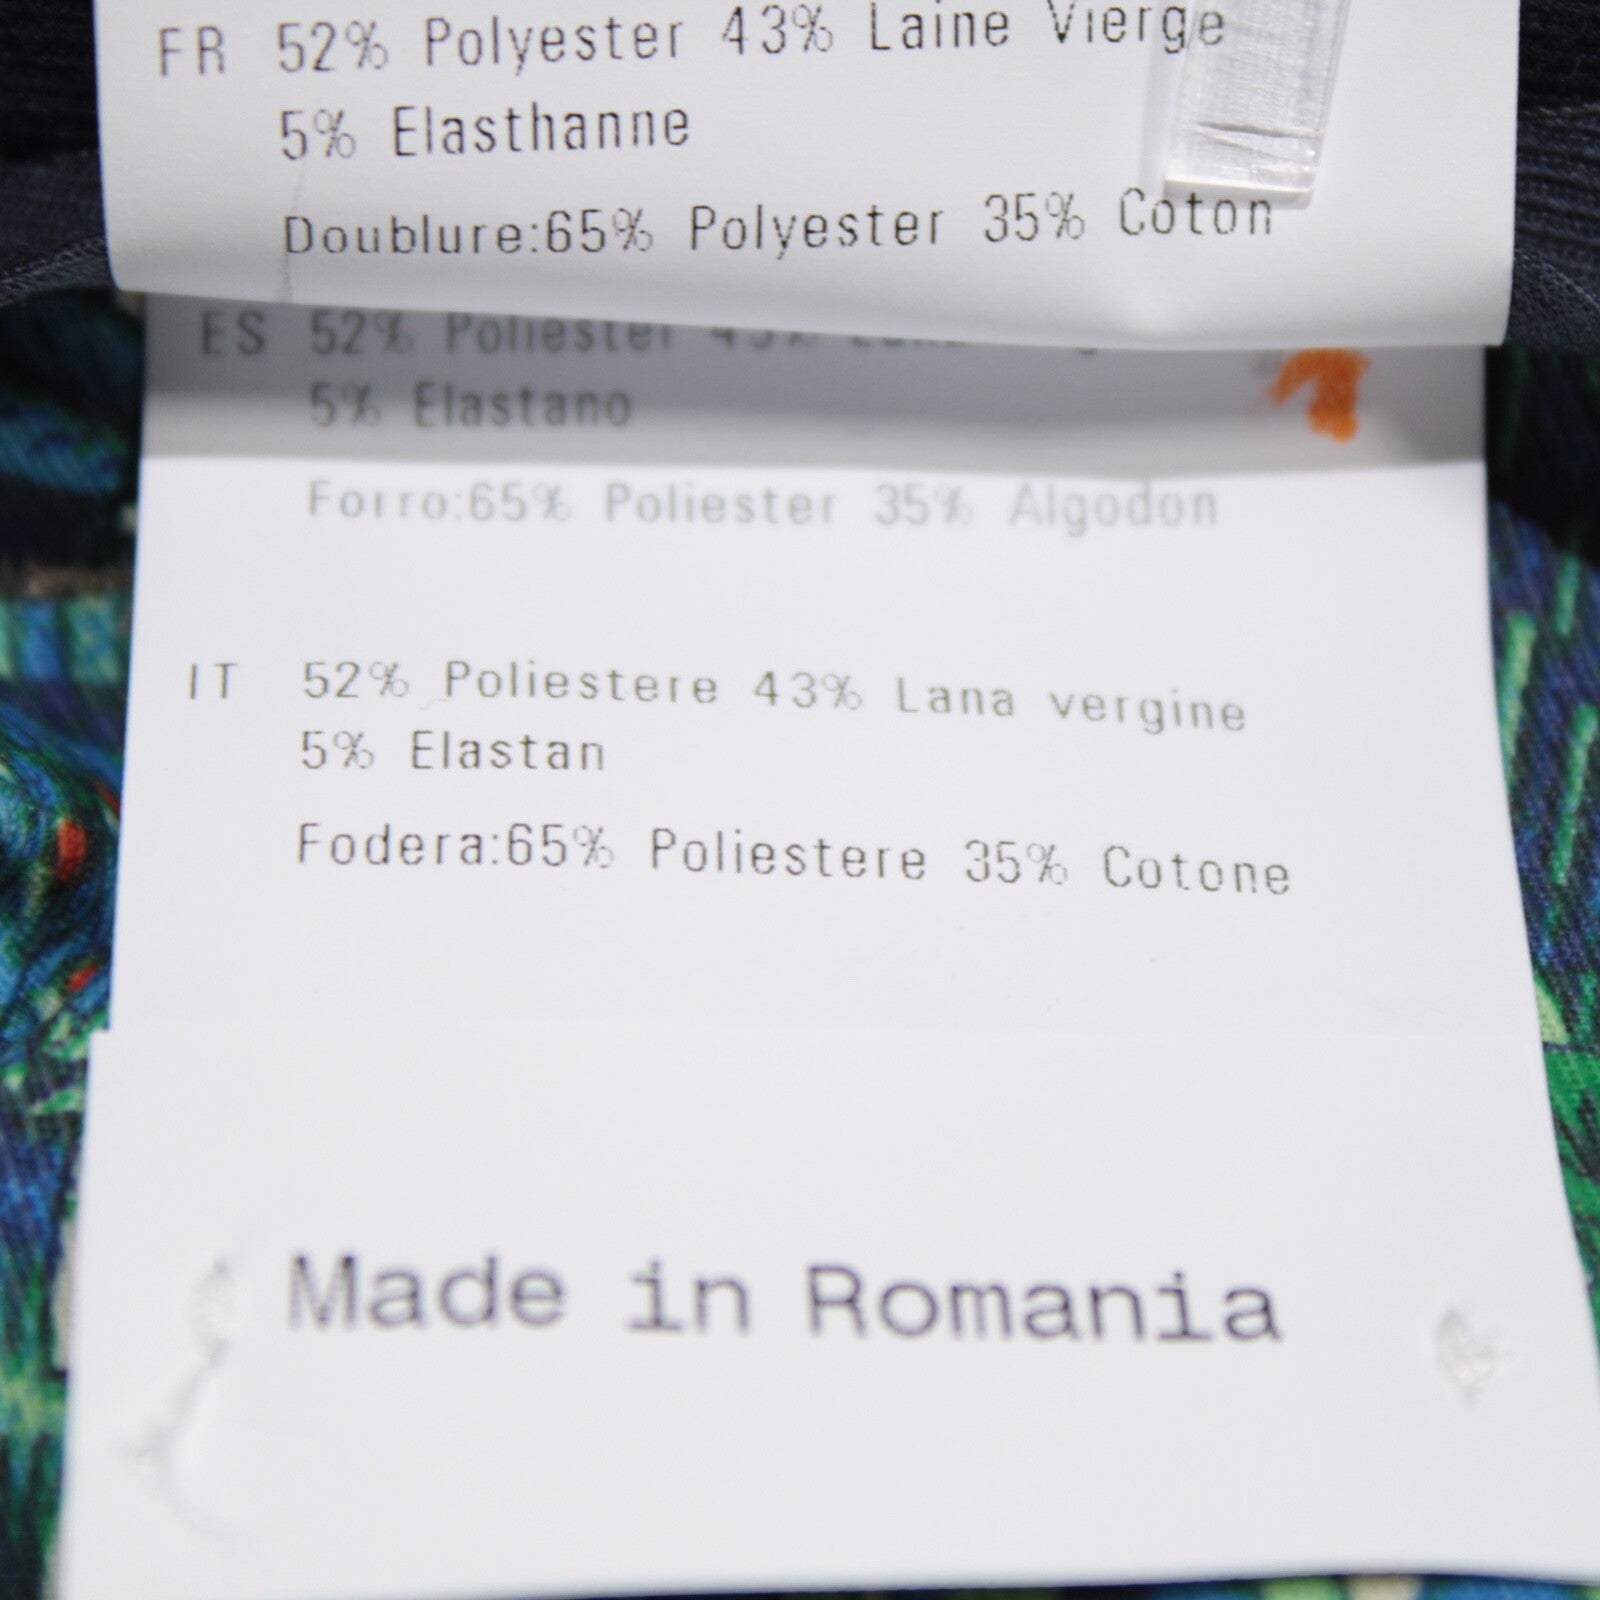 FR 52% Polyester 43% Laine Vierge
5% Elasthanne
Doublure:65% Polyester 35% Coton
ES 52% Poliester 43%
5% Elastano
Forro:65% Poliester 35% Algodon
IT 52% Poliestere 43% Lana vergine
5% Elastan
Fodera:65% Poliestere 35% Cotone
Made in Romania